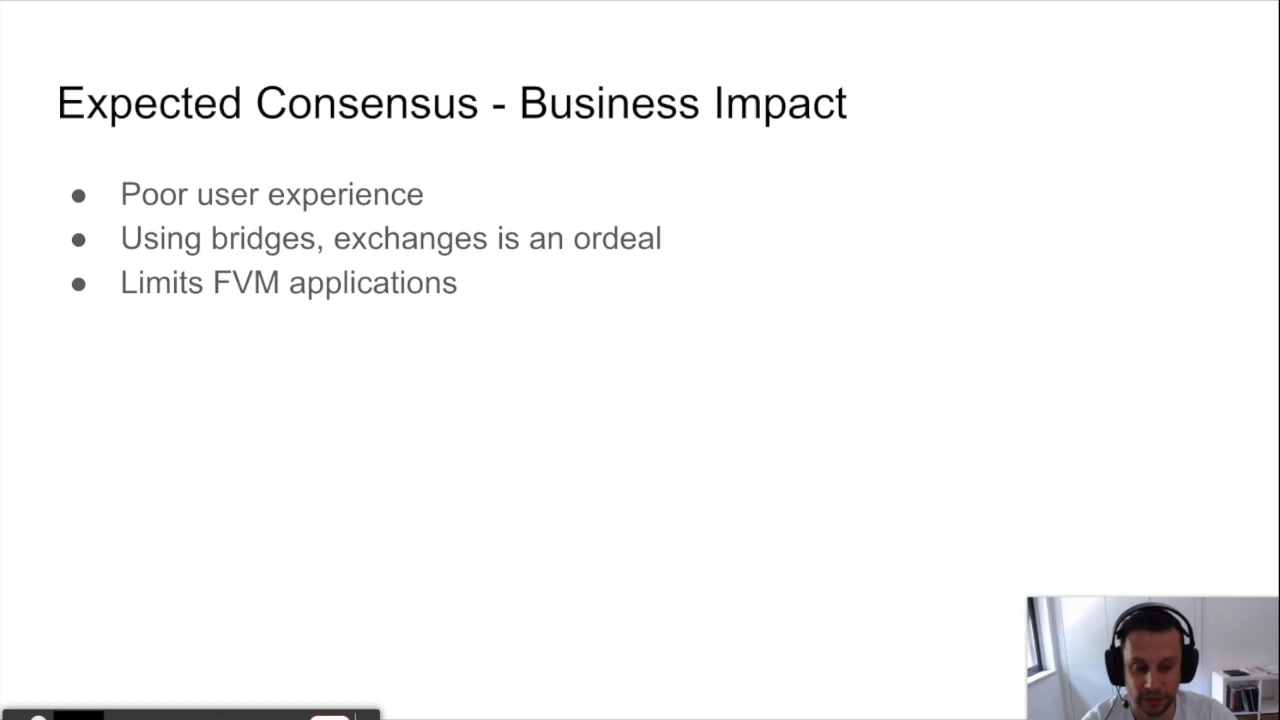 Expected Consensus - Business Impact
● Poor user experience
● Using bridges, exchanges is an ordeal
● Limits FVM applications